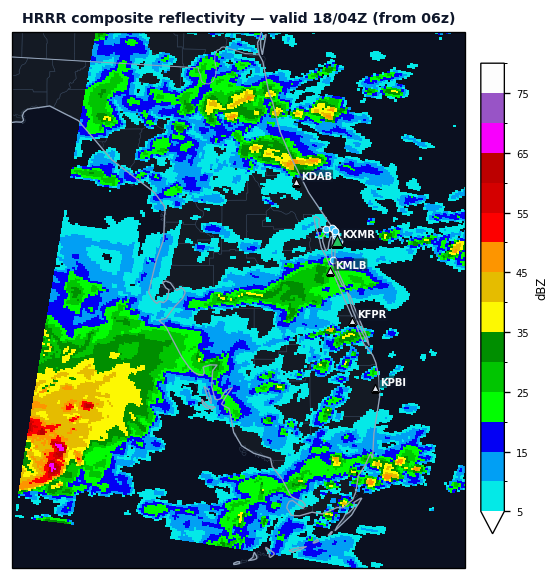 HRRR composite reflectivity — valid 18/04Z (from 06z)
75
65
KDAB
55
KXMR
45
KMLB
dBZ
KFPR
35
KPBI
25
15
5